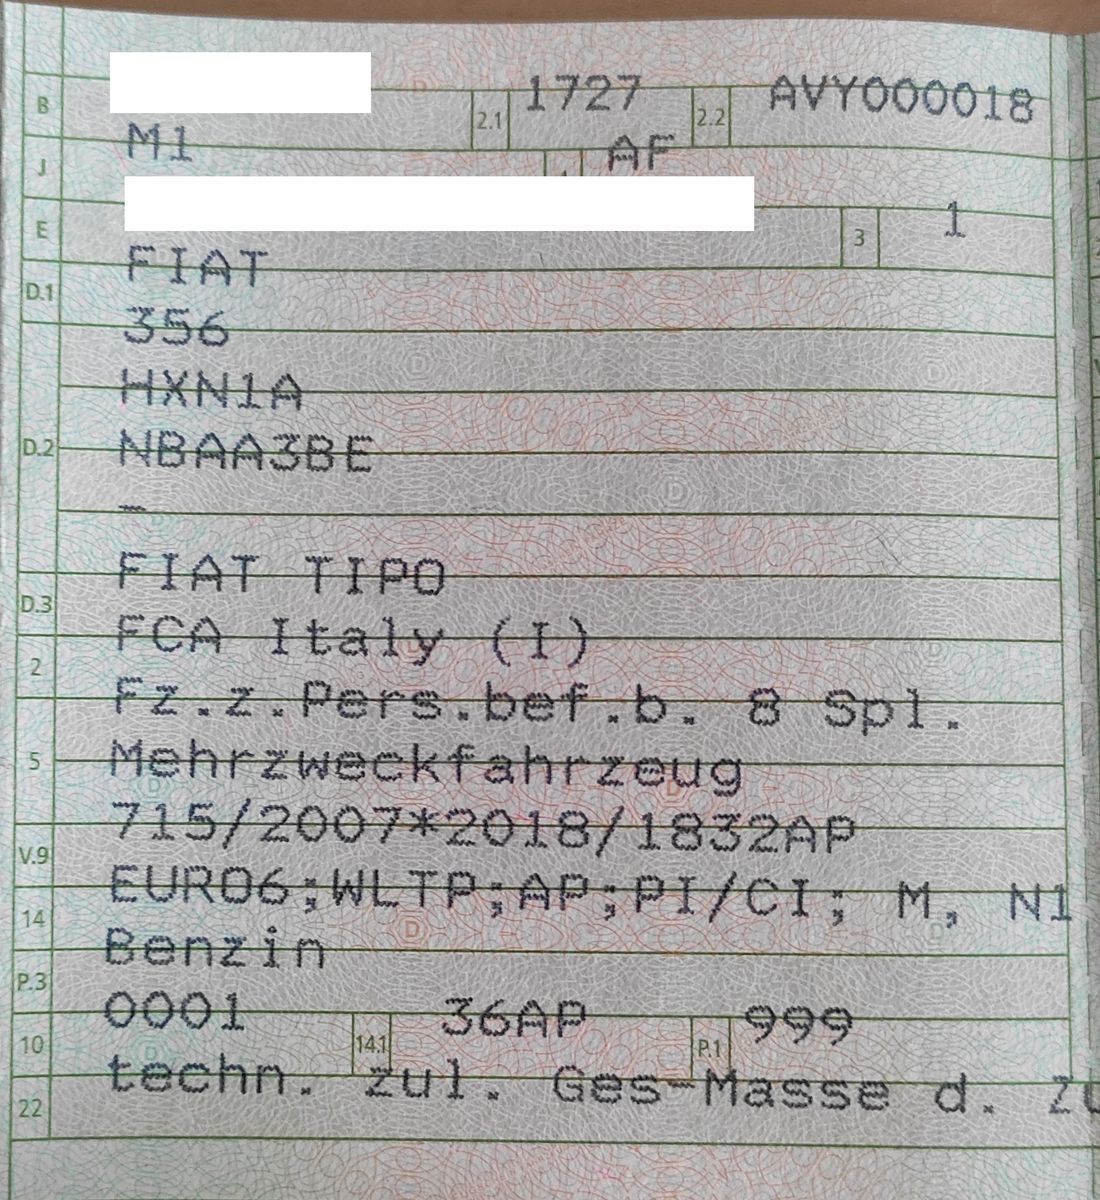 B 2.1 1727 2.2 AVY000018
J M1 4 AF
E 3 1
D.1 FIAT
356
HXN1A
D.2 NBAA3BE
–
D.3 FIAT TIPO
2 FCA Italy (I)
Fz.z.Pers.bef.b. 8 Spl.
5 Mehrzweckfahrzeug
715/2007*2018/1832AP
V.9 EURO6;WLTP;AP;PI/CI; M, N1
14 Benzin
P.3 0001 14.1 36AP P.1 999
10
22 techn. zul. Ges-Masse d. zu